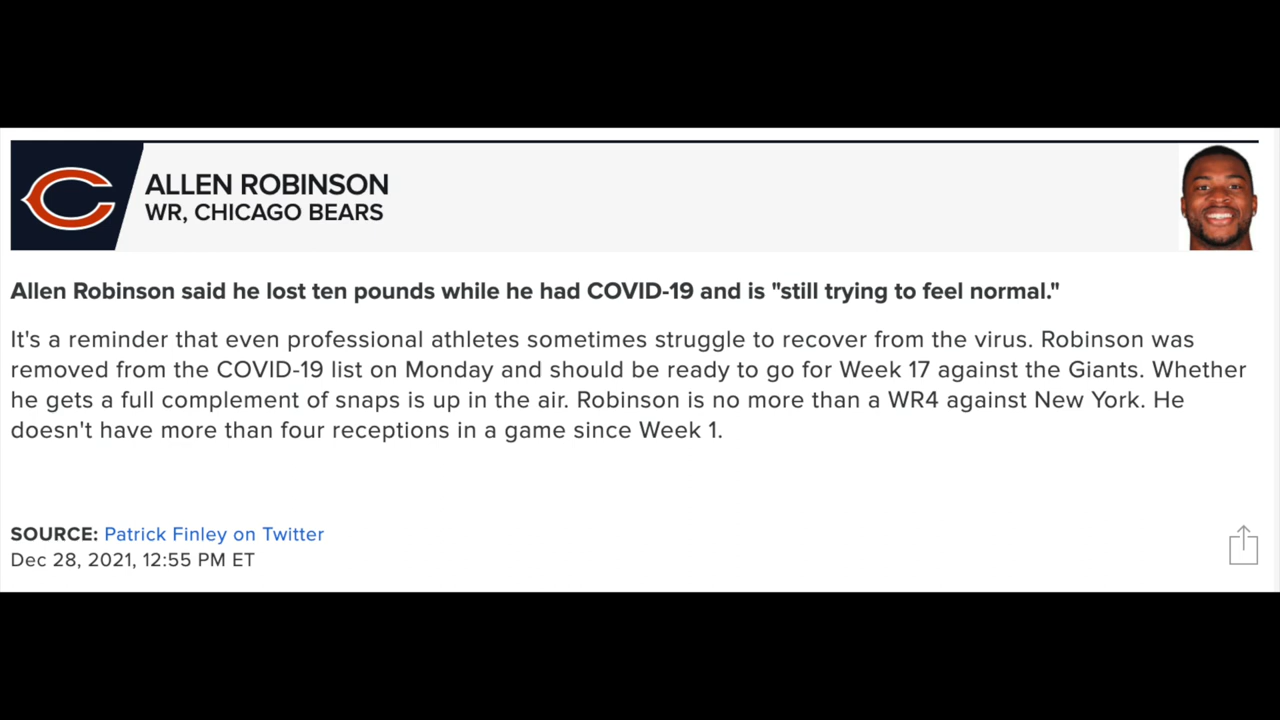 ALLEN ROBINSON
WR, CHICAGO BEARS
Allen Robinson said he lost ten pounds while he had COVID-19 and is "still trying to feel normal."
It's a reminder that even professional athletes sometimes struggle to recover from the virus. Robinson was
removed from the COVID-19 list on Monday and should be ready to go for Week 17 against the Giants. Whether
he gets a full complement of snaps is up in the air. Robinson is no more than a WR4 against New York. He
doesn't have more than four receptions in a game since Week 1.
SOURCE: Patrick Finley on Twitter
Dec 28, 2021, 12:55 PM ET